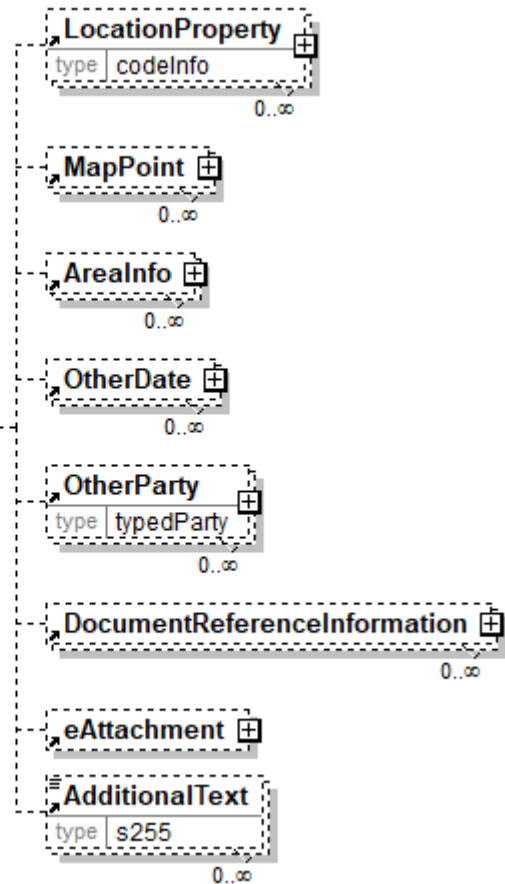 LocationProperty
type codeInfo
0..∞
MapPoint
0..∞
AreaInfo
0..∞
OtherDate
0..∞
OtherParty
type typedParty
0..∞
DocumentReferenceInformation
0..∞
eAttachment
AdditionalText
type s255
0..∞